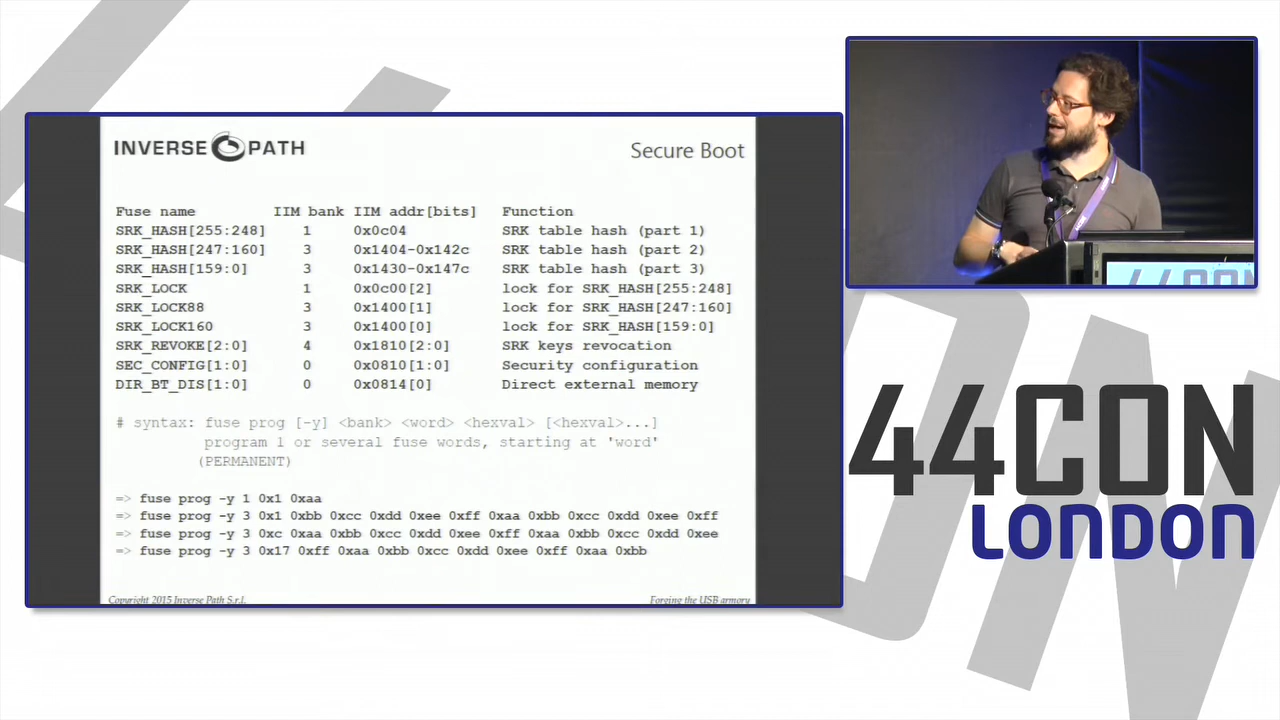 INVERSE PATH
Secure Boot
Fuse name IIM bank IIM addr[bits] Function
SRK_HASH[255:248] 1 0x0c04 SRK table hash (part 1)
SRK_HASH[247:160] 3 0x1404-0x142c SRK table hash (part 2)
SRK_HASH[159:0] 3 0x1430-0x147c SRK table hash (part 3)
SRK_LOCK 1 0x0c00[2] lock for SRK_HASH[255:248]
SRK_LOCK88 3 0x1400[1] lock for SRK_HASH[247:160]
SRK_LOCK160 3 0x1400[0] lock for SRK_HASH[159:0]
SRK_REVOKE[2:0] 4 0x1810[2:0] SRK keys revocation
SEC_CONFIG[1:0] 0 0x0810[1:0] Security configuration
DIR_BT_DIS[1:0] 0 0x0814[0] Direct external memory
# syntax: fuse prog [-y] <bank> <word> <hexval> [<hexval>...]
program 1 or several fuse words, starting at 'word'
(PERMANENT)
=> fuse prog -y 1 0x1 0xaa
=> fuse prog -y 3 0x1 0xbb 0xcc 0xdd 0xee 0xff 0xaa 0xbb 0xcc 0xdd 0xee 0xff
=> fuse prog -y 3 0xc 0xaa 0xbb 0xcc 0xdd 0xee 0xff 0xaa 0xbb 0xcc 0xdd 0xee
=> fuse prog -y 3 0x17 0xff 0xaa 0xbb 0xcc 0xdd 0xee 0xff 0xaa 0xbb
Copyright 2015 Inverse Path S.r.l.
Forging the USB armory
44CON
44CON
LONDON